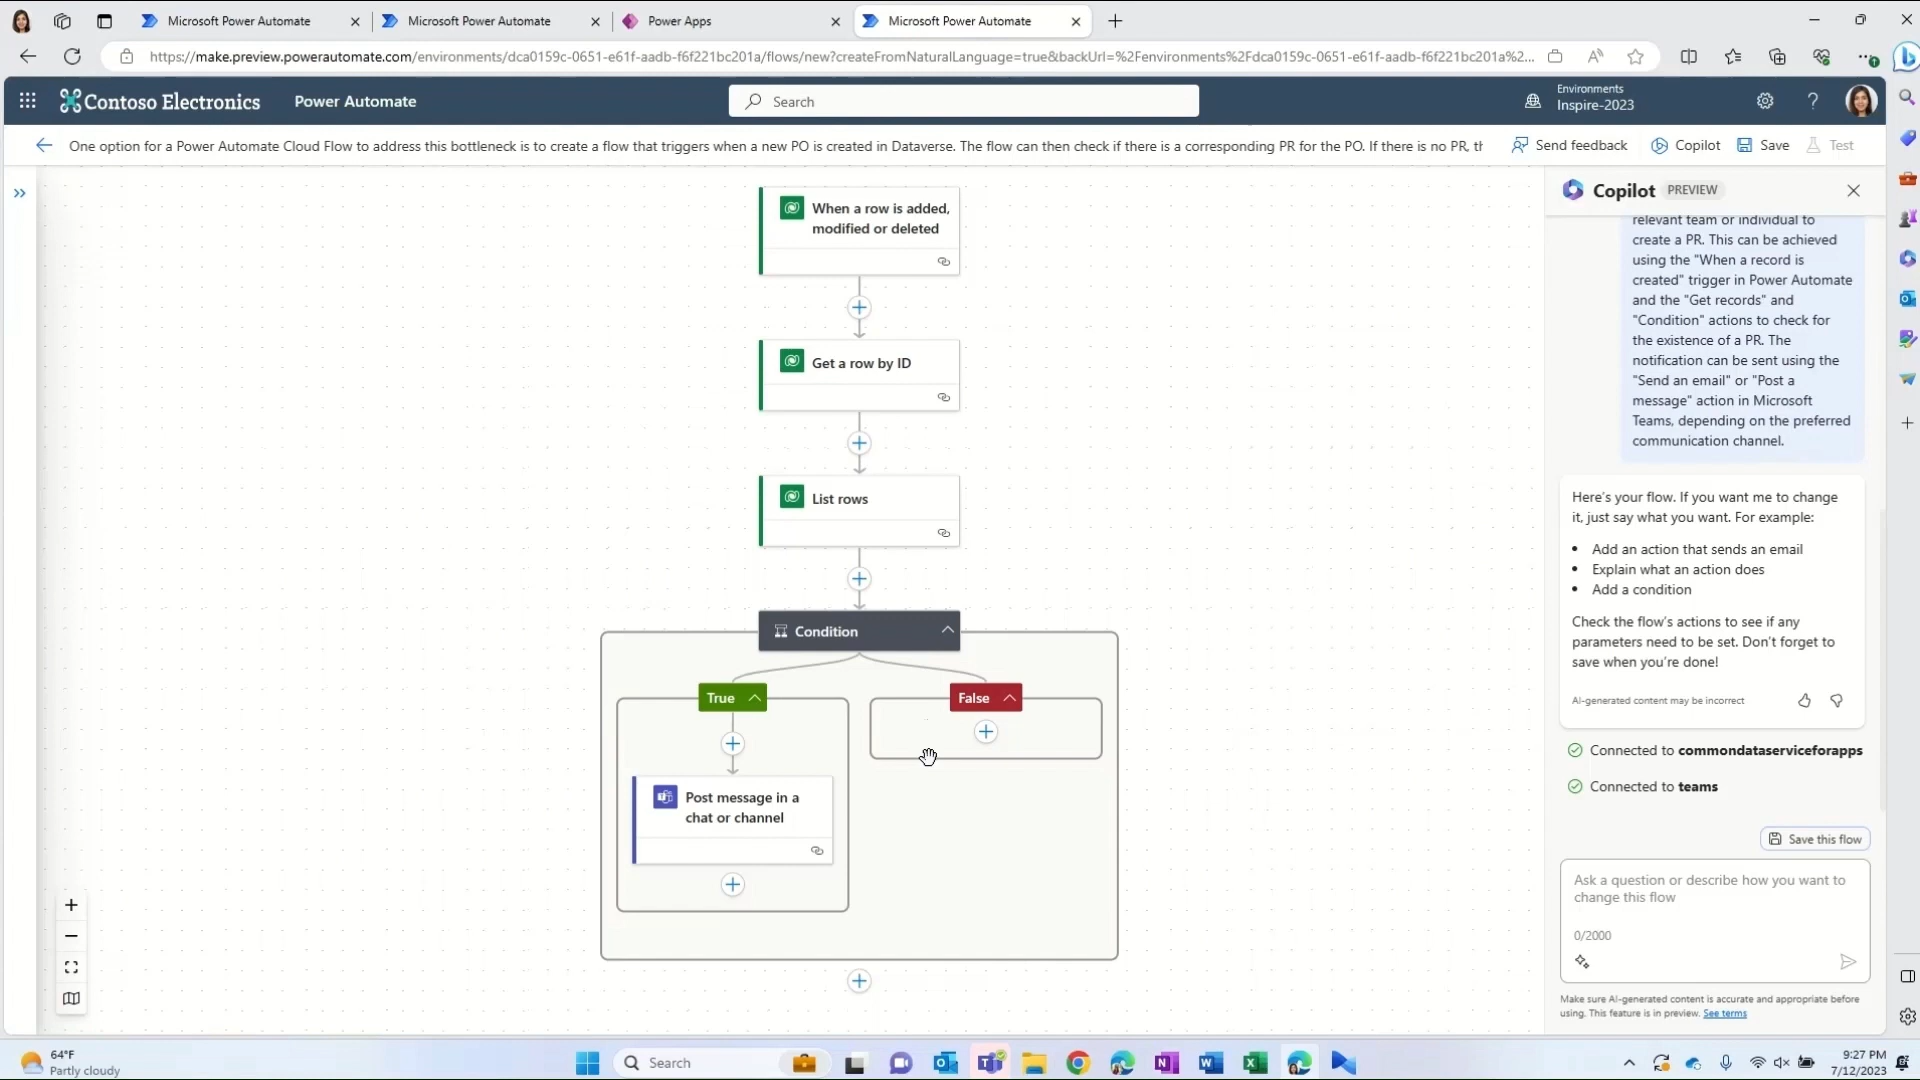 Microsoft Power Automate
Microsoft Power Automate
Power Apps
Microsoft Power Automate
https://make.preview.powerautomate.com/environments/dca0159c-0651-e61f-aadb-f6f221bc201a/flows/new?createFromNaturalLanguage=true&backUrl=%2Fenvironments%2Fdca0159c-0651-e61f-aadb-f6f221bc201a%2...
Contoso Electronics
Power Automate
Search
Environments
Inspire-2023
One option for a Power Automate Cloud Flow to address this bottleneck is to create a flow that triggers when a new PO is created in Dataverse. The flow can then check if there is a corresponding PR for the PO. If there is no PR, th
Send feedback
Copilot
Save
Test
When a row is added,
modified or deleted
Get a row by ID
List rows
Condition
True
False
Post message in a
chat or channel
Copilot PREVIEW
relevant team or individual to
create a PR. This can be achieved
using the "When a record is
created" trigger in Power Automate
and the "Get records" and
"Condition" actions to check for
the existence of a PR. The
notification can be sent using the
"Send an email" or "Post a
message" action in Microsoft
Teams, depending on the preferred
communication channel.
Here's your flow. If you want me to change
it, just say what you want. For example:
• Add an action that sends an email
• Explain what an action does
• Add a condition
Check the flow's actions to see if any
parameters need to be set. Don't forget to
save when you're done!
AI-generated content may be incorrect
Connected to commondataserviceforapps
Connected to teams
Save this flow
Ask a question or describe how you want to
change this flow
0/2000
Make sure AI-generated content is accurate and appropriate before
using. This feature is in preview. See terms
64°F
Partly cloudy
Search
9:27 PM
7/12/2023